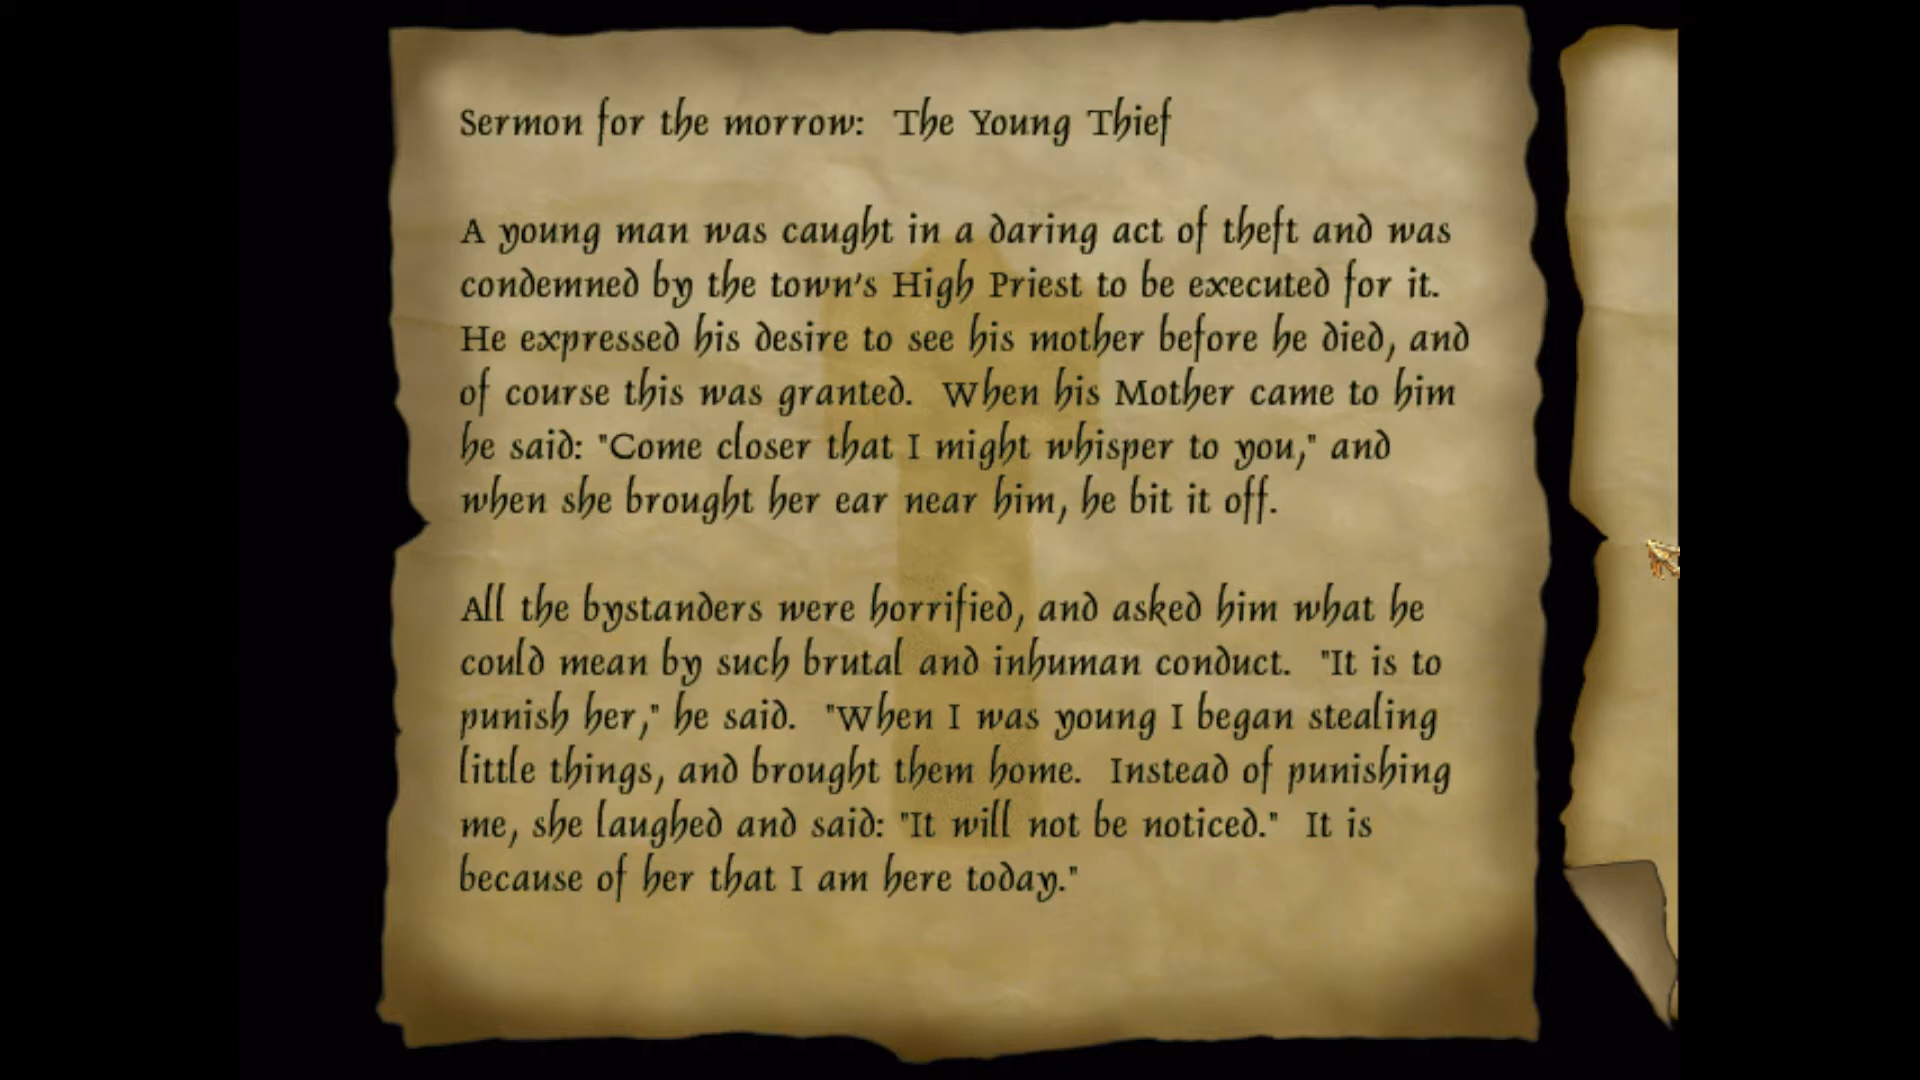 Sermon for the morrow:  The Young Thief
A young man was caught in a daring act of theft and was
condemned by the town's High Priest to be executed for it.
He expressed his desire to see his mother before he died, and
of course this was granted.  When his Mother came to him
he said: "Come closer that I might whisper to you," and
when she brought her ear near him, he bit it off.
All the bystanders were horrified, and asked him what he
could mean by such brutal and inhuman conduct.  "It is to
punish her," he said.  "When I was young I began stealing
little things, and brought them home.  Instead of punishing
me, she laughed and said: "It will not be noticed."  It is
because of her that I am here today."